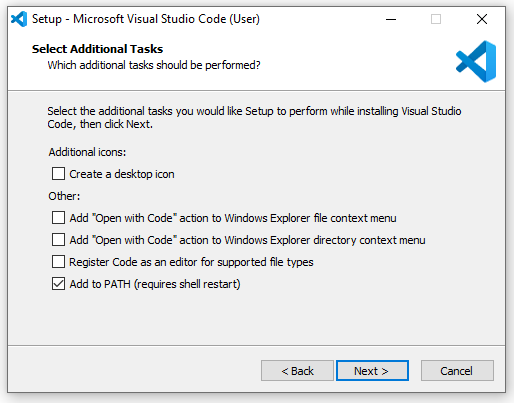 Setup - Microsoft Visual Studio Code (User)
Select Additional Tasks
Which additional tasks should be performed?
Select the additional tasks you would like Setup to perform while installing Visual Studio
Code, then click Next.
Additional icons:
Create a desktop icon
Other:
Add "Open with Code" action to Windows Explorer file context menu
Add "Open with Code" action to Windows Explorer directory context menu
Register Code as an editor for supported file types
Add to PATH (requires shell restart)
< Back
Next >
Cancel